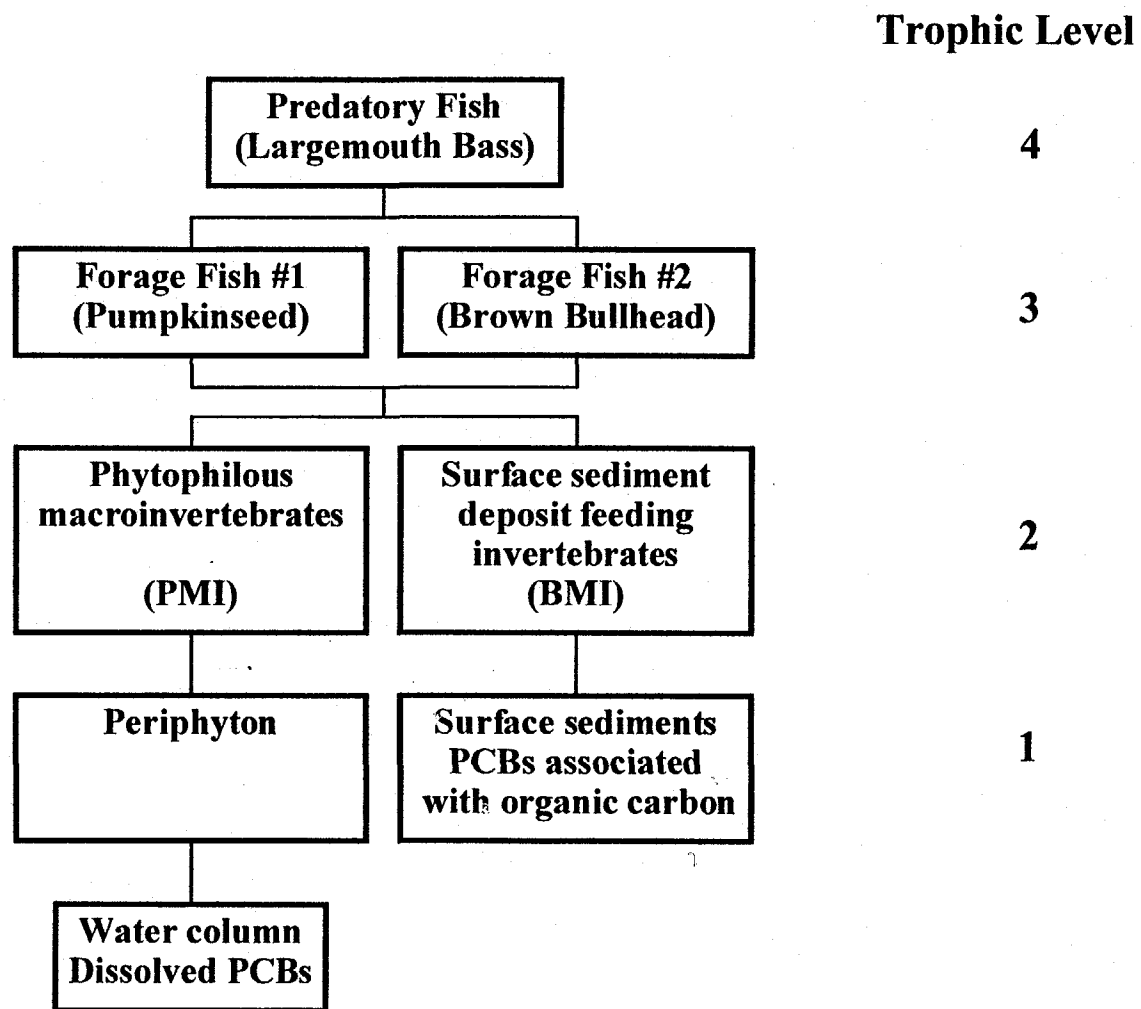 Trophic Level
Predatory Fish
(Largemouth Bass)
4
Forage Fish #1
(Pumpkinseed)
Forage Fish #2
(Brown Bullhead)
3
Phytophilous
macroinvertebrates
(PMI)
Surface sediment
deposit feeding
invertebrates
(BMI)
2
Periphyton
Surface sediments
PCBs associated
with organic carbon
1
Water column
Dissolved PCBs